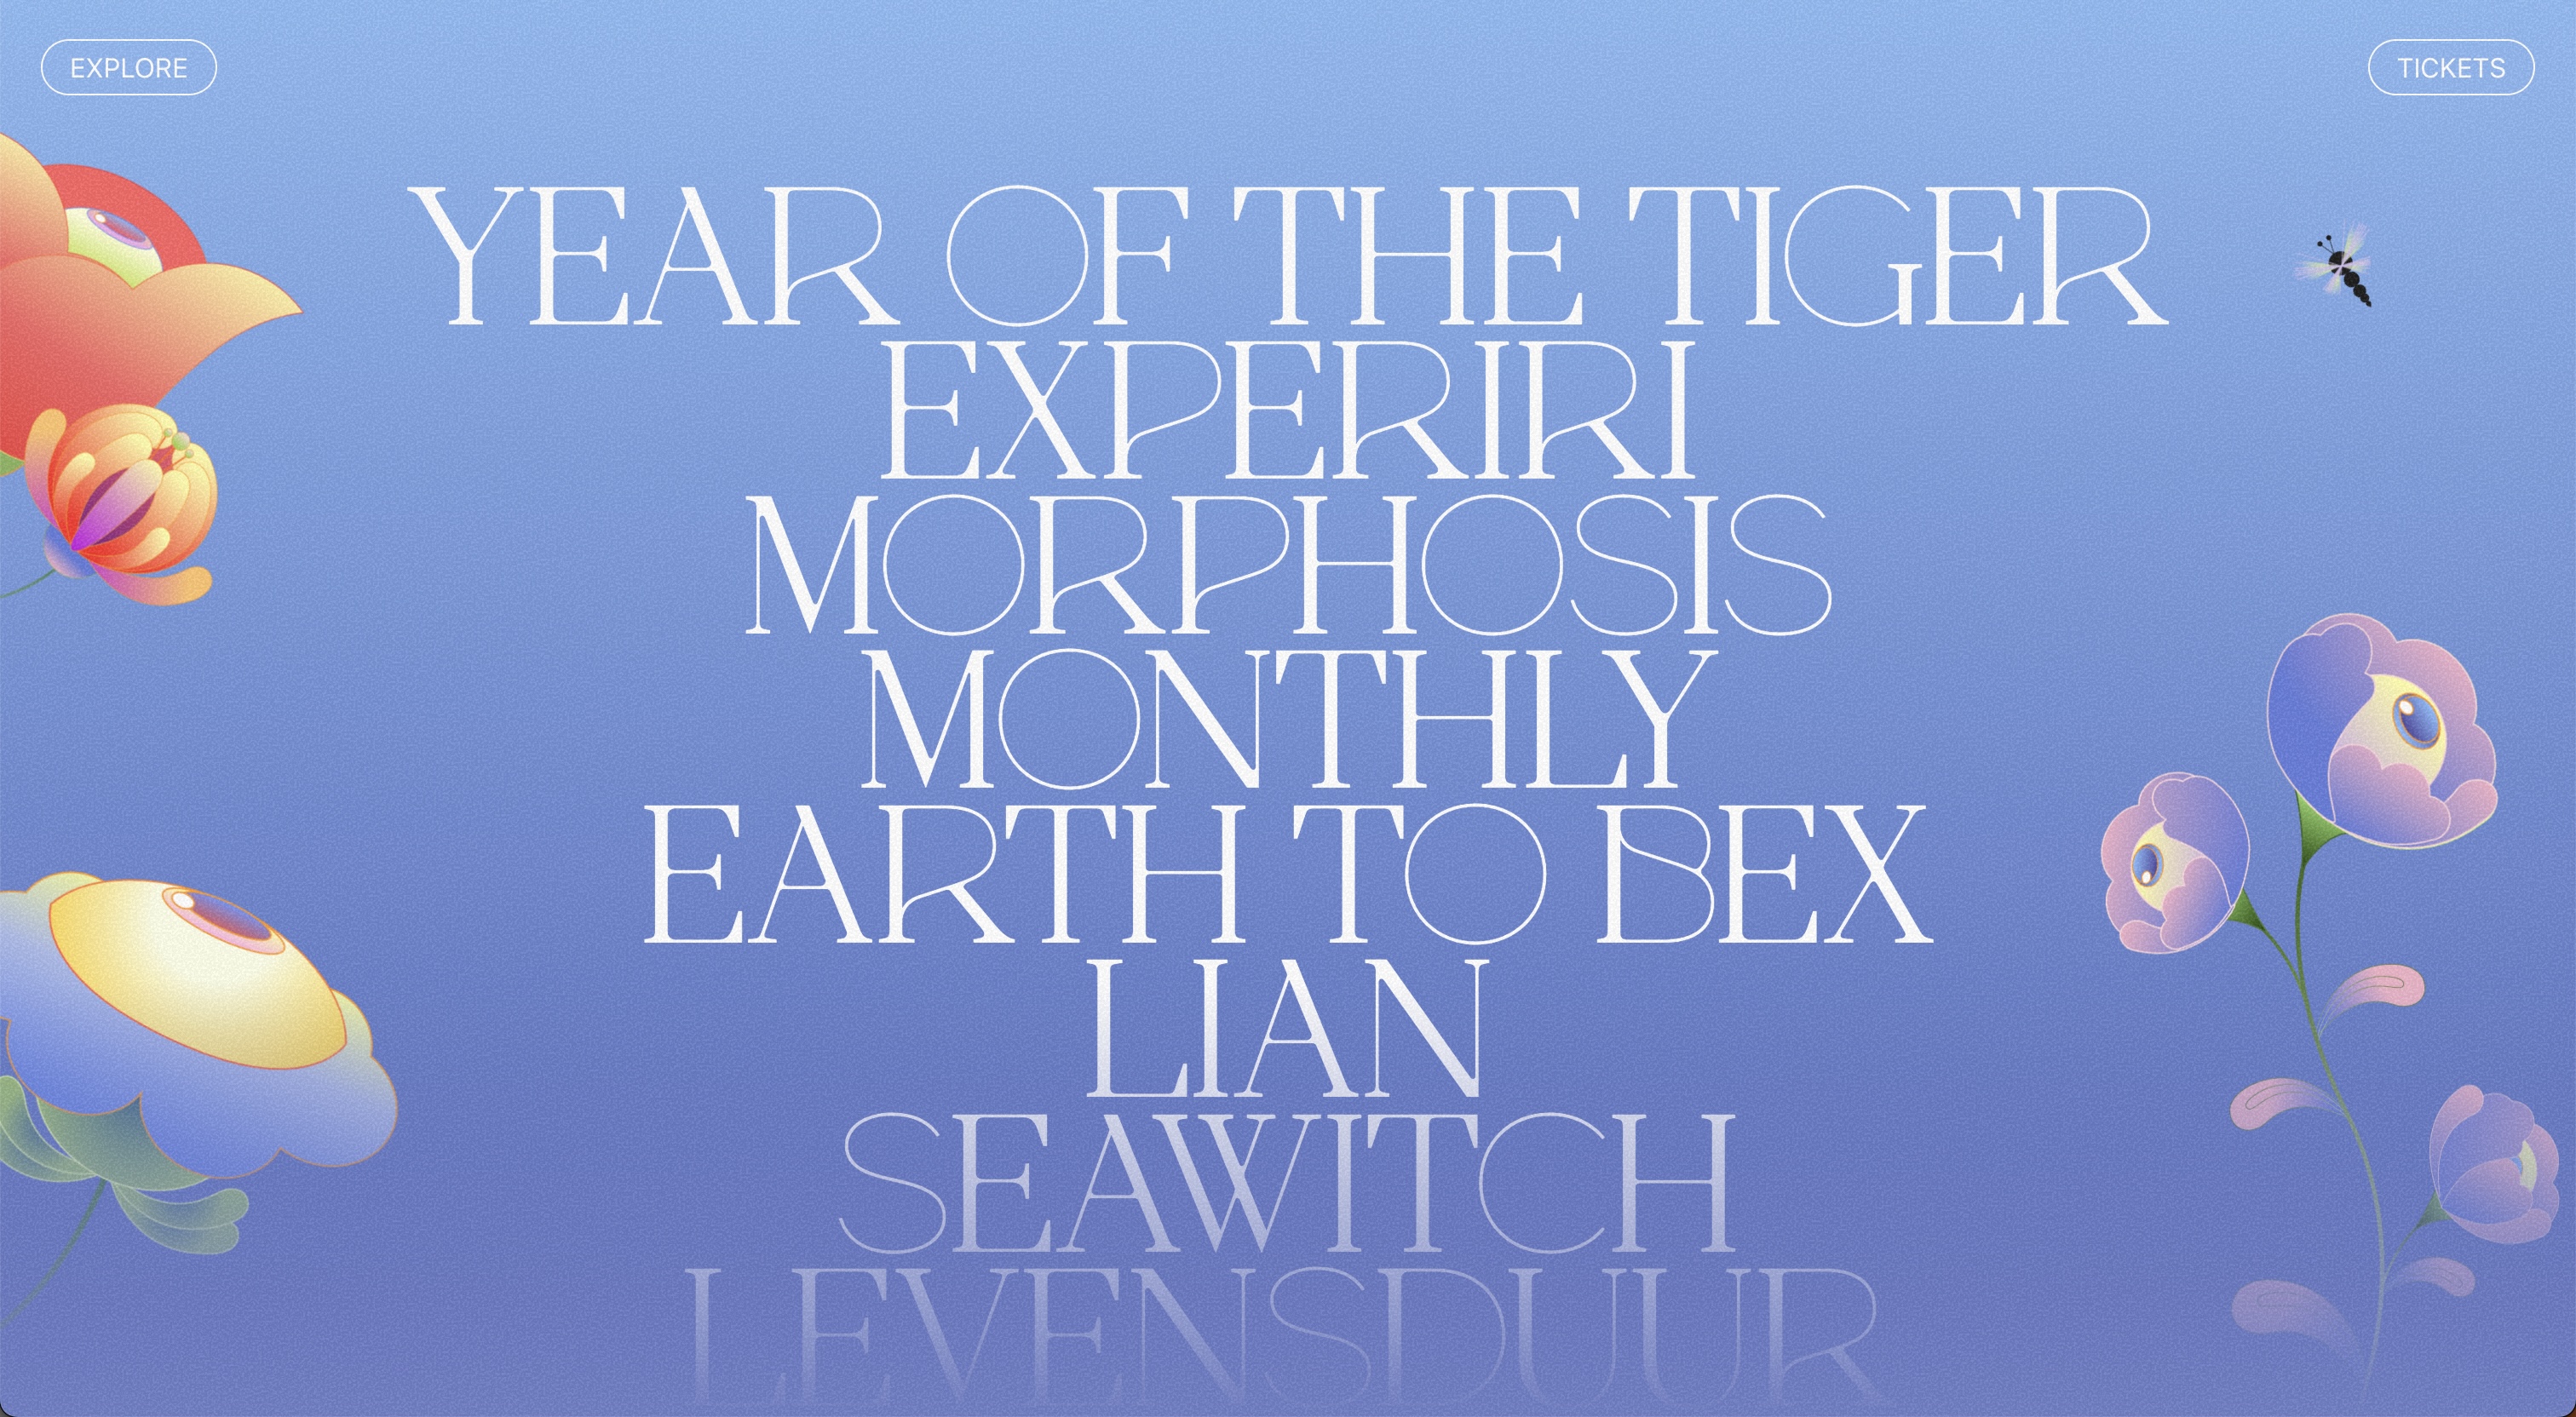 EXPLORE
TICKETS
YEAR OF THE TIGER
EXPERIRI
MORPHOSIS
MONTHLY
EARTH TO BEX
LIAN
SEAWITCH
LEVENSDUUR